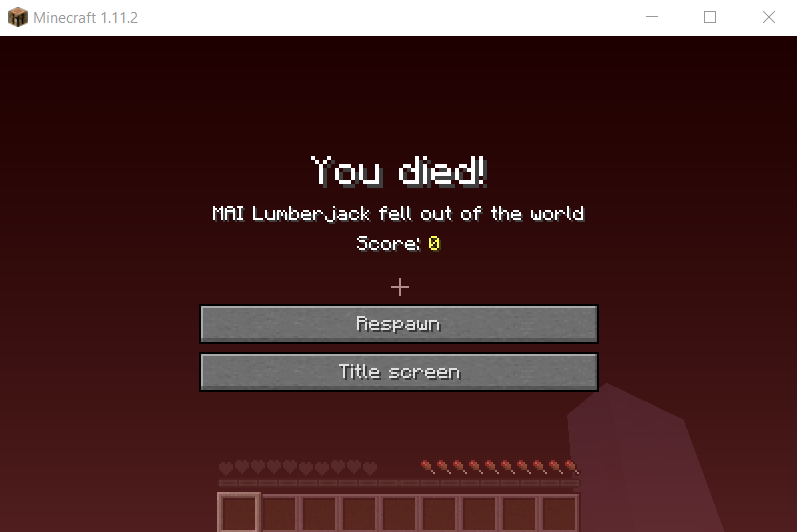 Minecraft 1.11.2
You died!
MAI Lumberjack fell out of the world
Score: 0
Respawn
Title screen